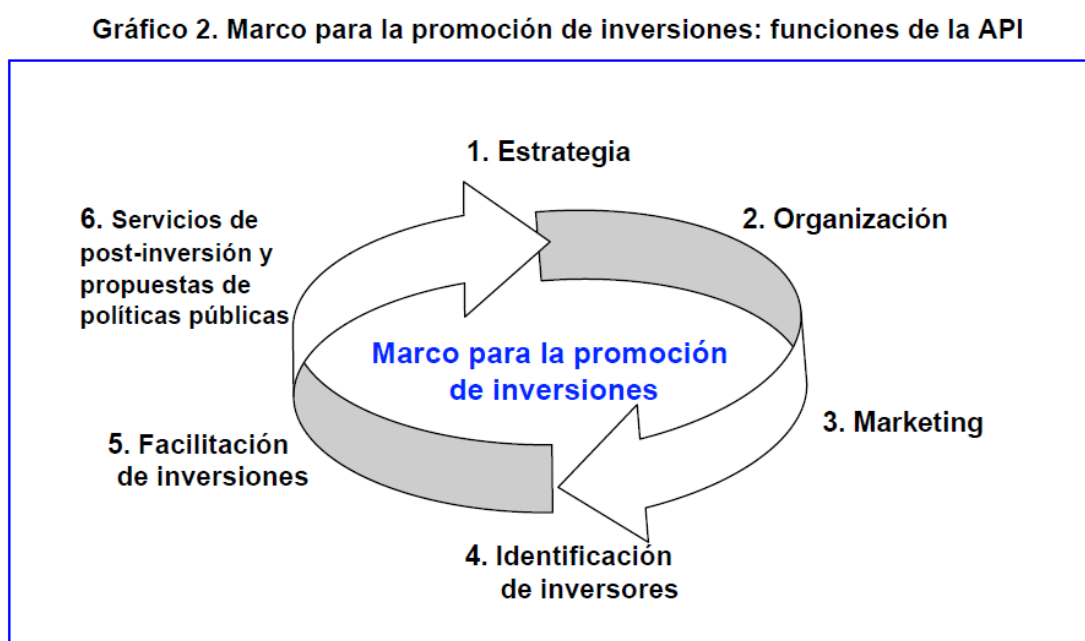 Gráfico 2. Marco para la promoción de inversiones: funciones de la API
1. Estrategia
2. Organización
3. Marketing
4. Identificación
de inversores
5. Facilitación
de inversiones
6. Servicios de
post-inversión y
propuestas de
políticas públicas
Marco para la promoción
de inversiones